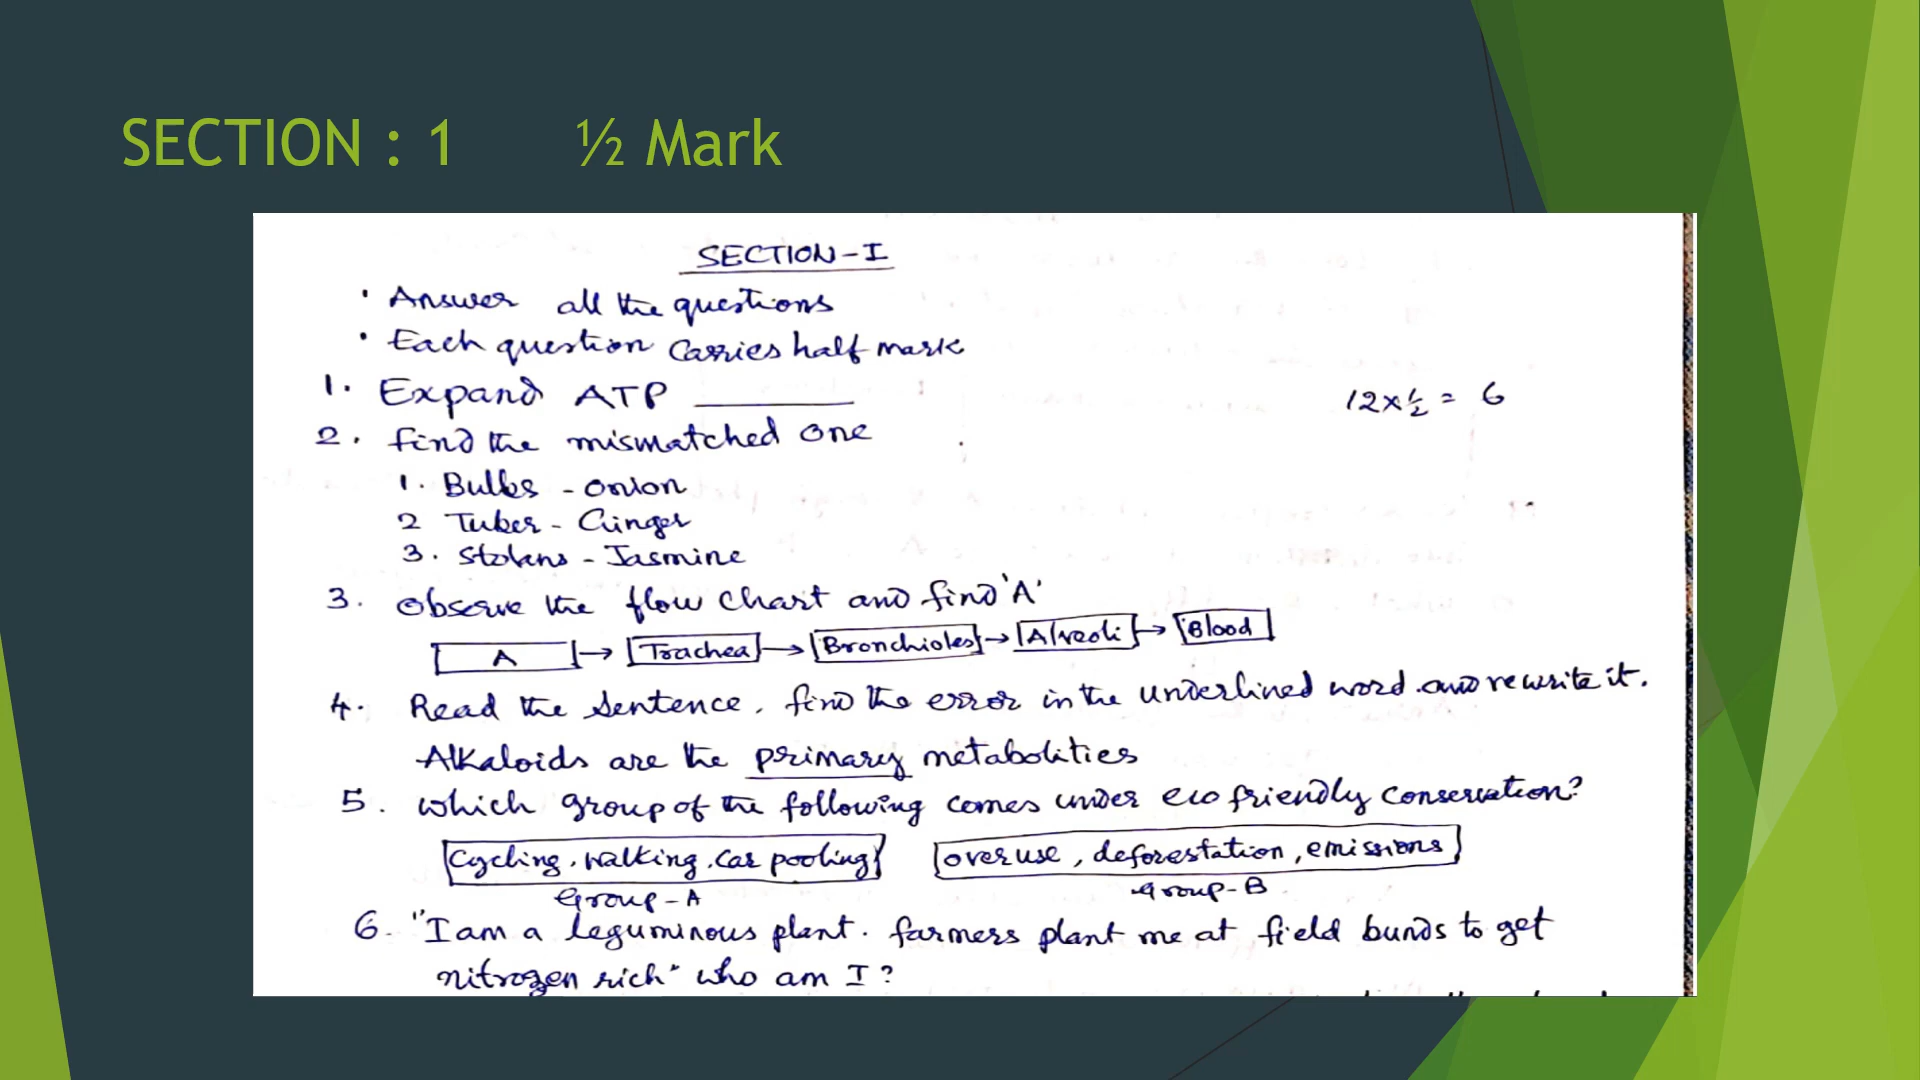 SECTION : 1 ½ Mark
SECTION-I
• Answer all the questions
• Each question Carries half mark
1. Expand ATP ________
12×½ = 6
2. find the mismatched one
1. Bulbs - onion
2 Tuber - Ginger
3. Stolans - Jasmine
3. Observe the flow chart and find 'A'
A → Trachea → Bronchioles → Alveoli → Blood
4. Read the sentence, find the error in the underlined word and rewrite it.
Alkaloids are the primary metabolities
5. which group of the following comes under eco friendly conservation?
Cycling, walking, car pooling overuse, deforestation, emissions
Group-A Group-B
6. "I am a leguminous plant. farmers plant me at field bunds to get
nitrogen rich" who am I?